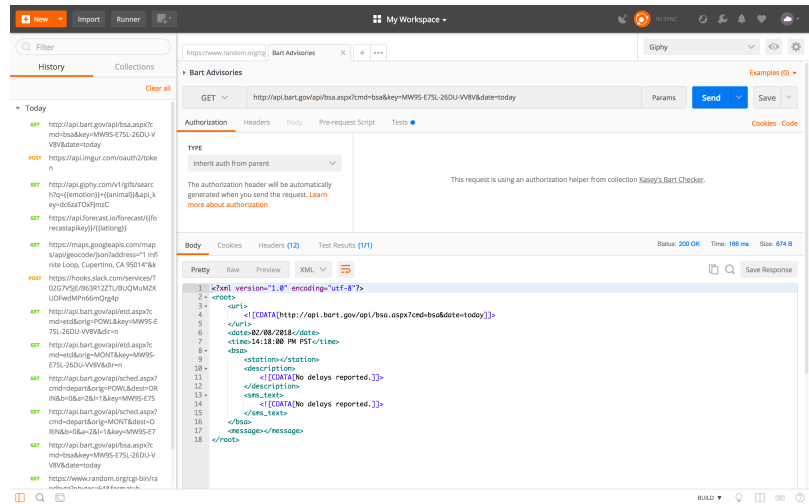 New Import Runner My Workspace IN SYNC
Filter
History Collections
Clear all
Today
GET http://api.bart.gov/api/bsa.aspx?c
md=bsa&key=MW9S-E7SL-26DU-V
V8V&date=today
POST https://api.imgur.com/oauth2/toke
n
GET http://api.giphy.com/v1/gifs/searc
h?q={{emotion}}+{{animal}}&api_k
ey=dc6zaTOxFJmzC
GET https://api.forecast.io/forecast/{{fo
recastapikey}}/{{latlong}}
GET https://maps.googleapis.com/map
s/api/geocode/json?address="1 Infi
nite Loop, Cupertino, CA 95014"&k
POST https://hooks.slack.com/services/T
02G7V5JE/B63R12ZTL/BUQMuMZK
UDFwdMPn66mQrg4p
GET http://api.bart.gov/api/etd.aspx?c
md=etd&orig=POWL&key=MW9S-E
7SL-26DU-VV8V&dir=n
GET http://api.bart.gov/api/etd.aspx?c
md=etd&orig=MONT&key=MW9S-
E7SL-26DU-VV8V&dir=n
GET http://api.bart.gov/api/sched.aspx?
cmd=depart&orig=POWL&dest=OR
IN&b=0&a=2&l=1&key=MW9S-E7S
GET http://api.bart.gov/api/sched.aspx?
cmd=depart&orig=MONT&dest=O
RIN&b=0&a=2&l=1&key=MW9S-E7
GET http://api.bart.gov/api/bsa.aspx?c
md=bsa&key=MW9S-E7SL-26DU-V
V8V&date=today
GET https://www.random.org/cgi-bin/ra
https://www.random.org/cg Bart Advisories
Giphy
Bart Advisories
Examples (0)
GET http://api.bart.gov/api/bsa.aspx?cmd=bsa&key=MW9S-E7SL-26DU-VV8V&date=today Params Send Save
Authorization Headers Body Pre-request Script Tests Cookies Code
TYPE
Inherit auth from parent
The authorization header will be automatically
generated when you send the request. Learn
more about authorization
This request is using an authorization helper from collection Kasey's Bart Checker.
Body Cookies Headers (12) Test Results (1/1) Status: 200 OK Time: 166 ms Size: 674 B
Pretty Raw Preview XML Save Response
1 <?xml version="1.0" encoding="utf-8"?>
2 <root>
3 <uri>
4 <![CDATA[http://api.bart.gov/api/bsa.aspx?cmd=bsa&date=today]]>
5 </uri>
6 <date>02/08/2018</date>
7 <time>14:18:00 PM PST</time>
8 <bsa>
9 <station></station>
10 <description>
11 <![CDATA[No delays reported.]]>
12 </description>
13 <sms_text>
14 <![CDATA[No delays reported.]]>
15 </sms_text>
16 </bsa>
17 <message></message>
18 </root>
BUILD